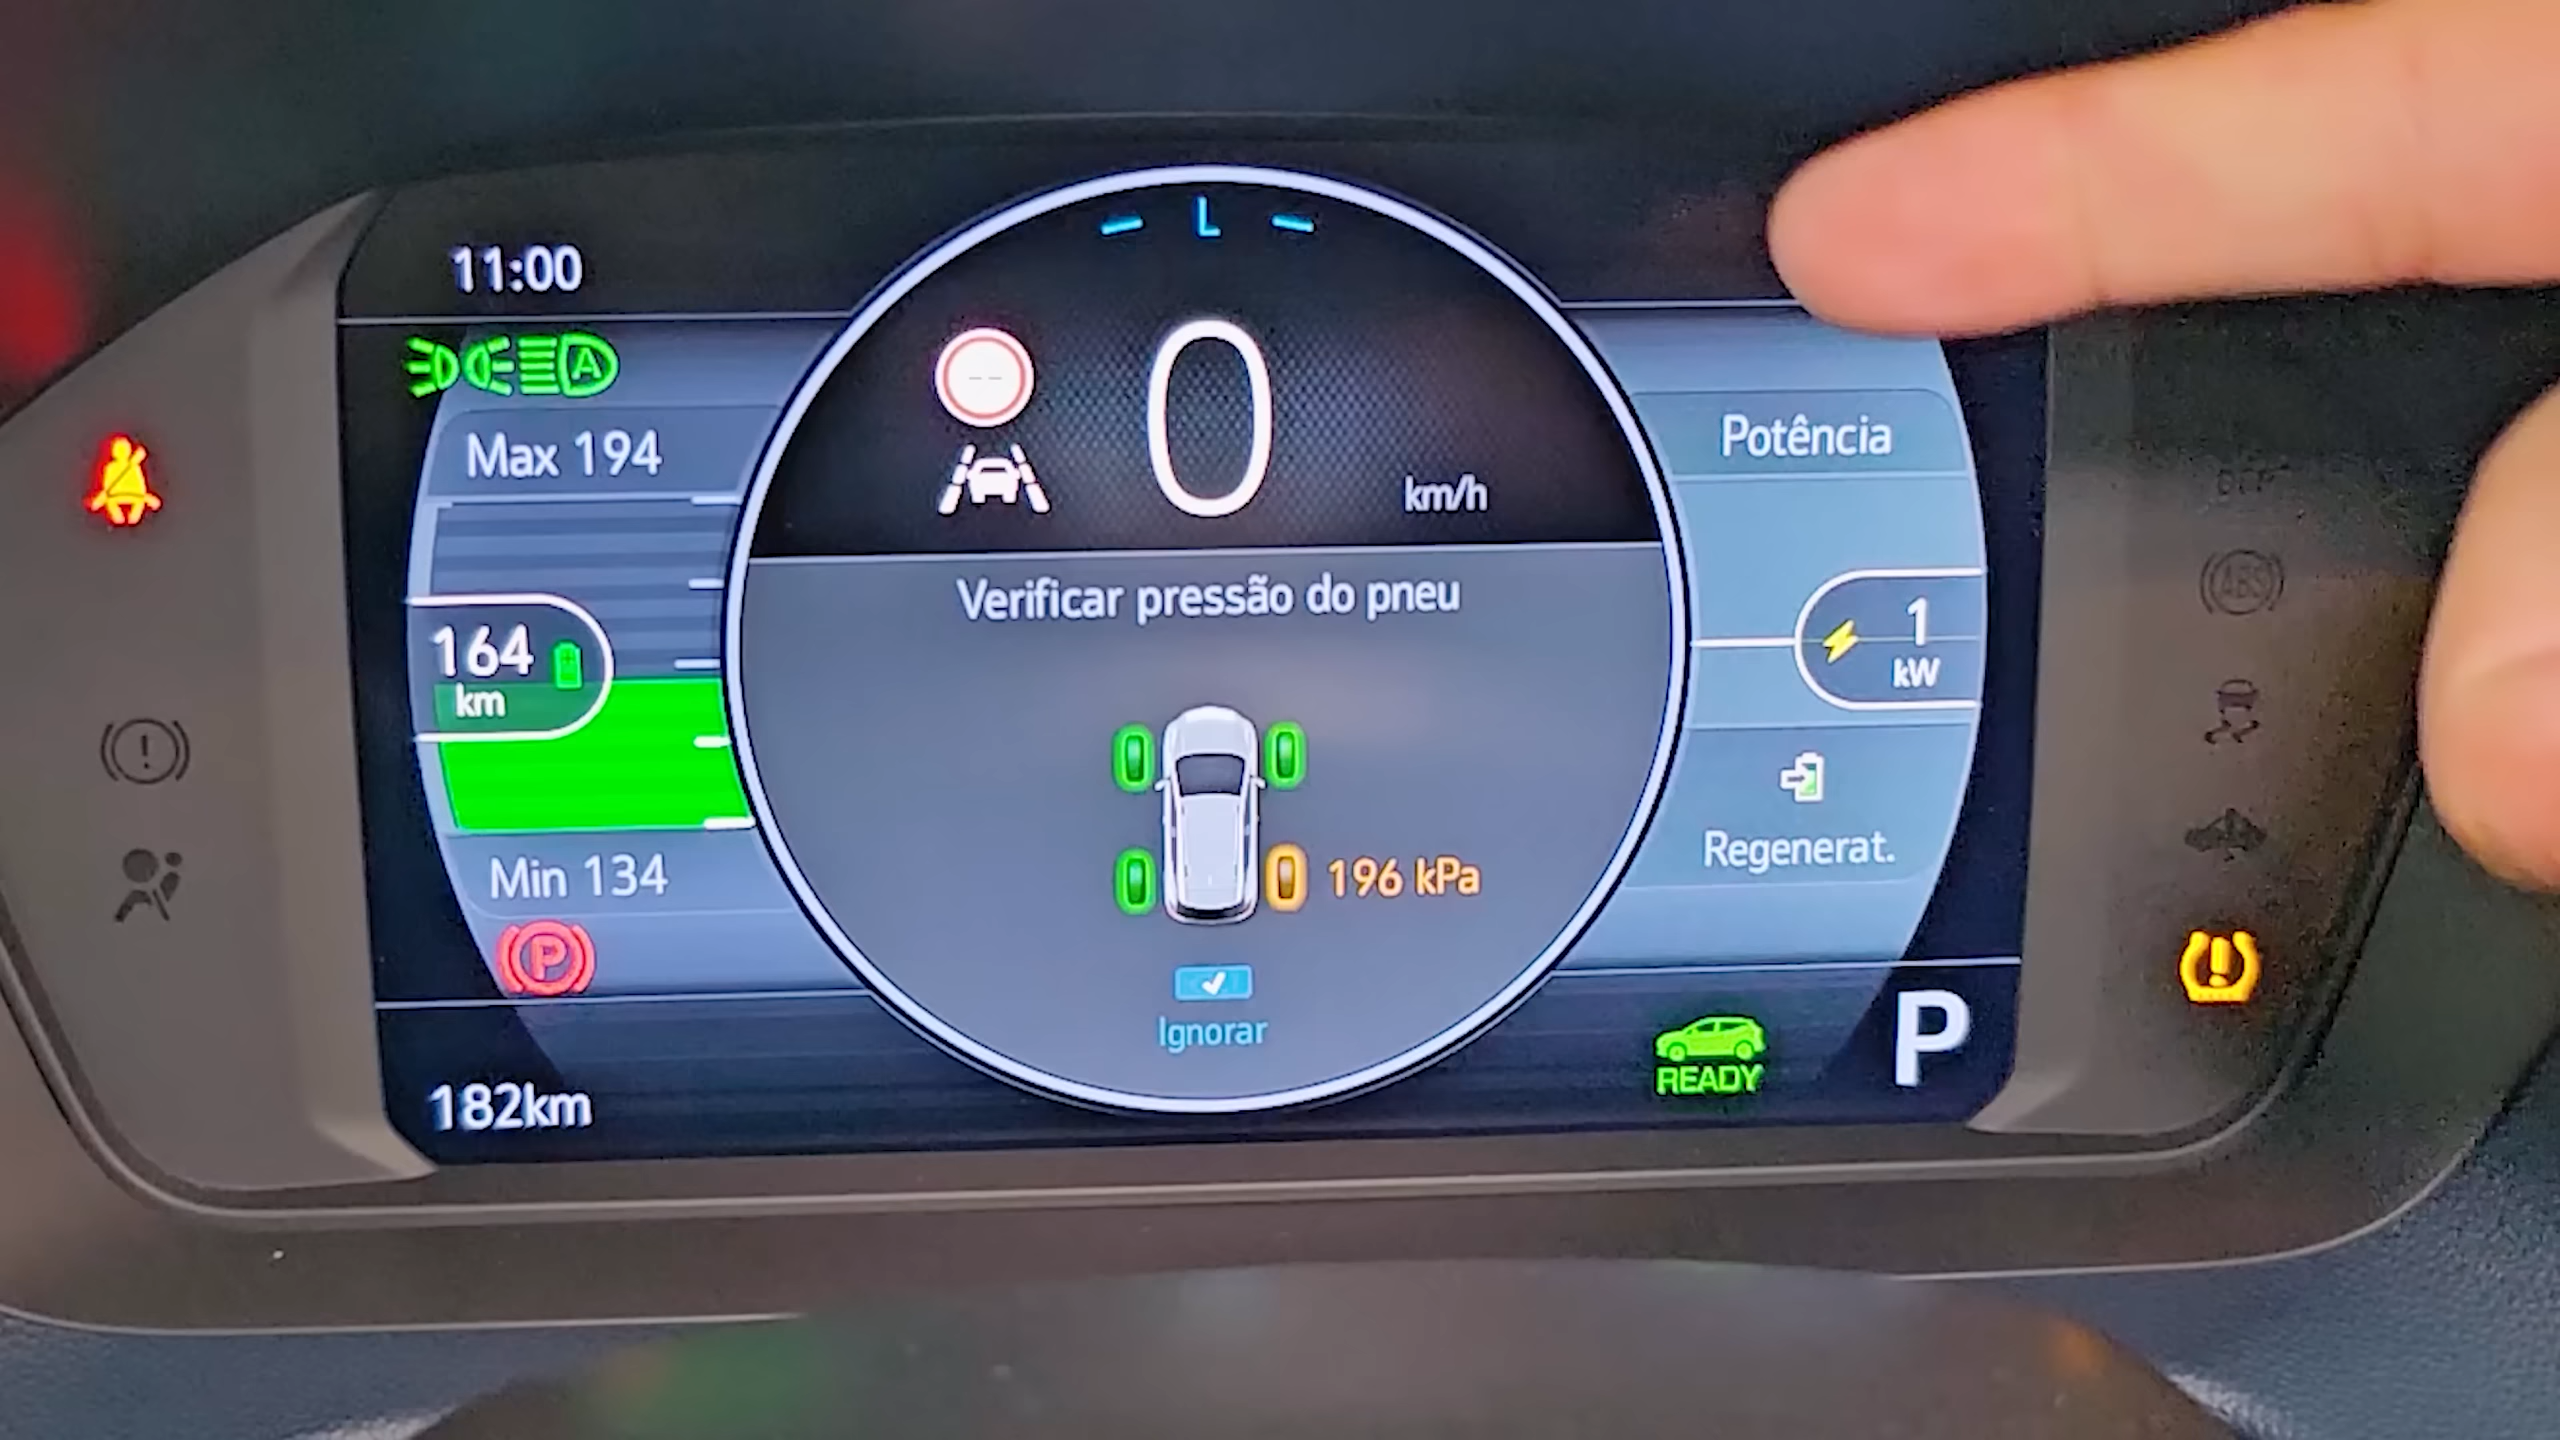 L
11:00
A
0
km/h
--
Max 194
Potência
164
km
1
kW
Verificar pressão do pneu
ABS
Regenerat.
196 kPa
Min 134
P
Ignorar
READY
P
182km